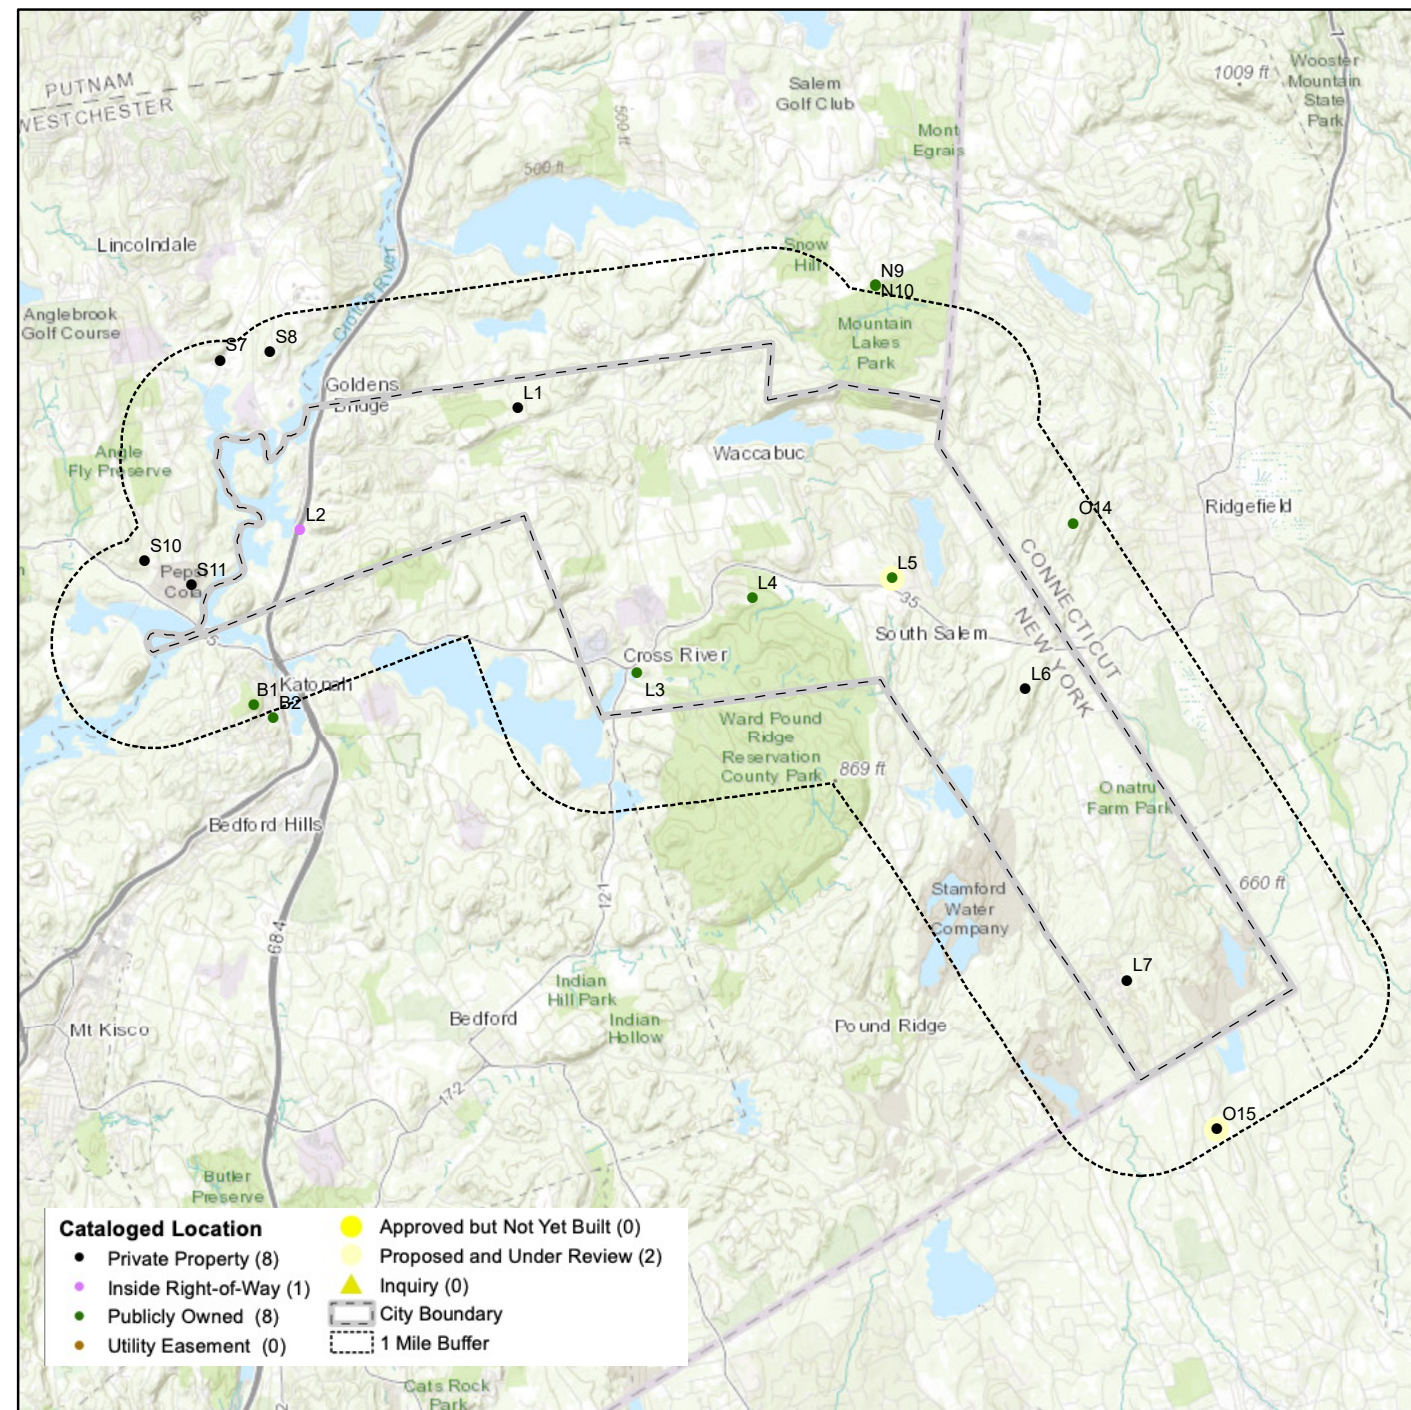 PUTNAM
WESTCHESTER
Salem
Golf Club
1009 ft
Wooster
Mountain
State
Park
Mont
Egrais
500 ft
500 ft
Lincolndale
Croton River
Snow
Hill
N9
N10
Anglebrook
Golf Course
Mountain
Lakes
Park
S7
S8
Goldens
Bridge
L1
Angle
Fly Preserve
Waccabuc
L2
O14
Ridgefield
S10
S11
Pepsi
Cola
L4
L5
35
35
CONNECTICUT
NEW YORK
South Salem
Cross River
L3
L6
Katonah
B1
B2
Ward Pound
Ridge
Reservation
County Park
869 ft
Onatru
Farm Park
Bedford Hills
660 ft
Stamford
Water
Company
121
684
L7
Indian
Hill Park
Indian
Hollow
Bedford
Mt Kisco
Pound Ridge
172
O15
Butler
Preserve
Cataloged Location
Private Property (8)
Inside Right-of-Way (1)
Publicly Owned (8)
Utility Easement (0)
Approved but Not Yet Built (0)
Proposed and Under Review (2)
Inquiry (0)
City Boundary
1 Mile Buffer
Cats Rock
Park